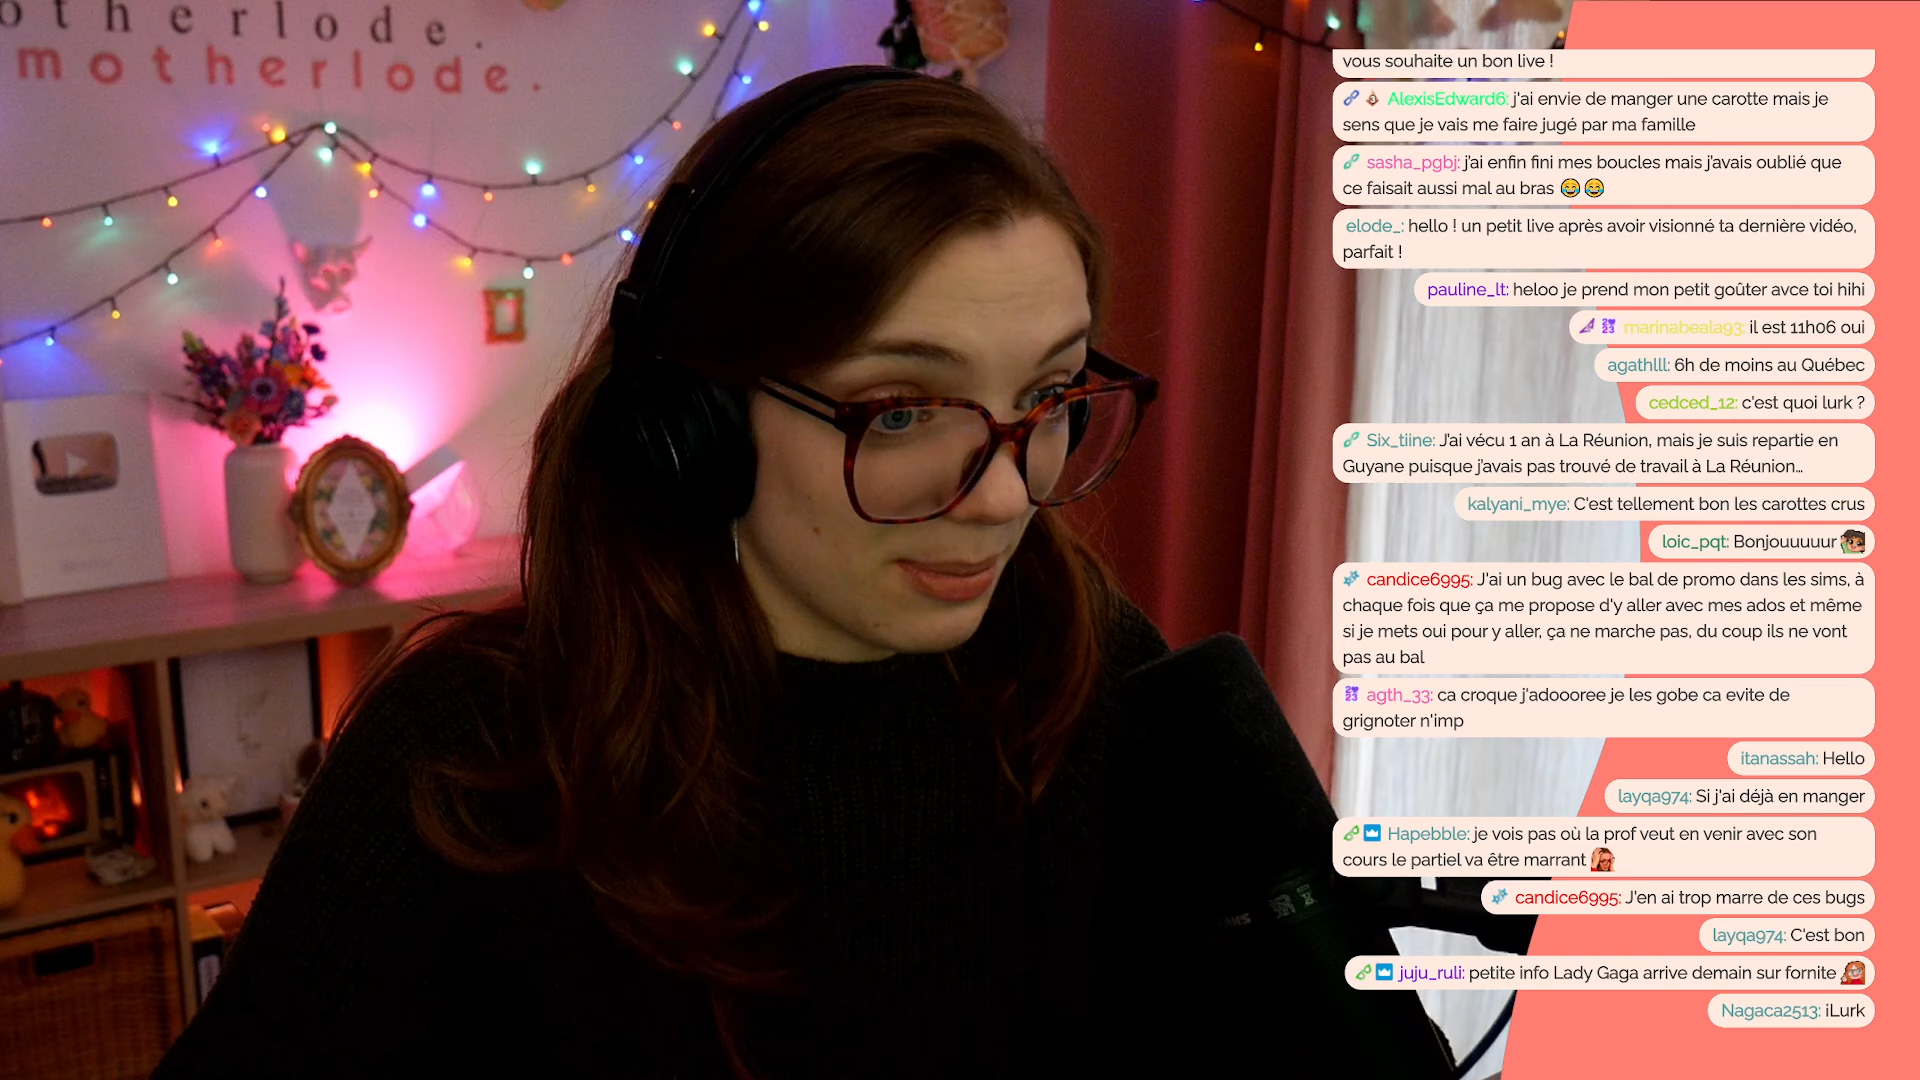 otherlode.
motherlode.
vous souhaite un bon live !
AlexisEdward6: j'ai envie de manger une carotte mais je
sens que je vais me faire jugé par ma famille
sasha_pgbj: j'ai enfin fini mes boucles mais j'avais oublié que
ce faisait aussi mal au bras 😂😂
elode_: hello ! un petit live après avoir visionné ta dernière vidéo,
parfait !
pauline_lt: heloo je prend mon petit goûter avce toi hihi
marinabeala93: il est 11h06 oui
agathlll: 6h de moins au Québec
cedced_12: c'est quoi lurk ?
Six_tiine: J'ai vécu 1 an à La Réunion, mais je suis repartie en
Guyane puisque j'avais pas trouvé de travail à La Réunion...
kalyani_mye: C'est tellement bon les carottes crus
loic_pqt: Bonjouuuuur
candice6995: J'ai un bug avec le bal de promo dans les sims, à
chaque fois que ça me propose d'y aller avec mes ados et même
si je mets oui pour y aller, ça ne marche pas, du coup ils ne vont
pas au bal
agth_33: ca croque j'adoooree je les gobe ca evite de
grignoter n'imp
itanassah: Hello
layqa974: Si j'ai déjà en manger
Hapebble: je vois pas où la prof veut en venir avec son
cours le partiel va être marrant
candice6995: J'en ai trop marre de ces bugs
layqa974: C'est bon
juju_ruli: petite info Lady Gaga arrive demain sur fornite
Nagaca2513: iLurk